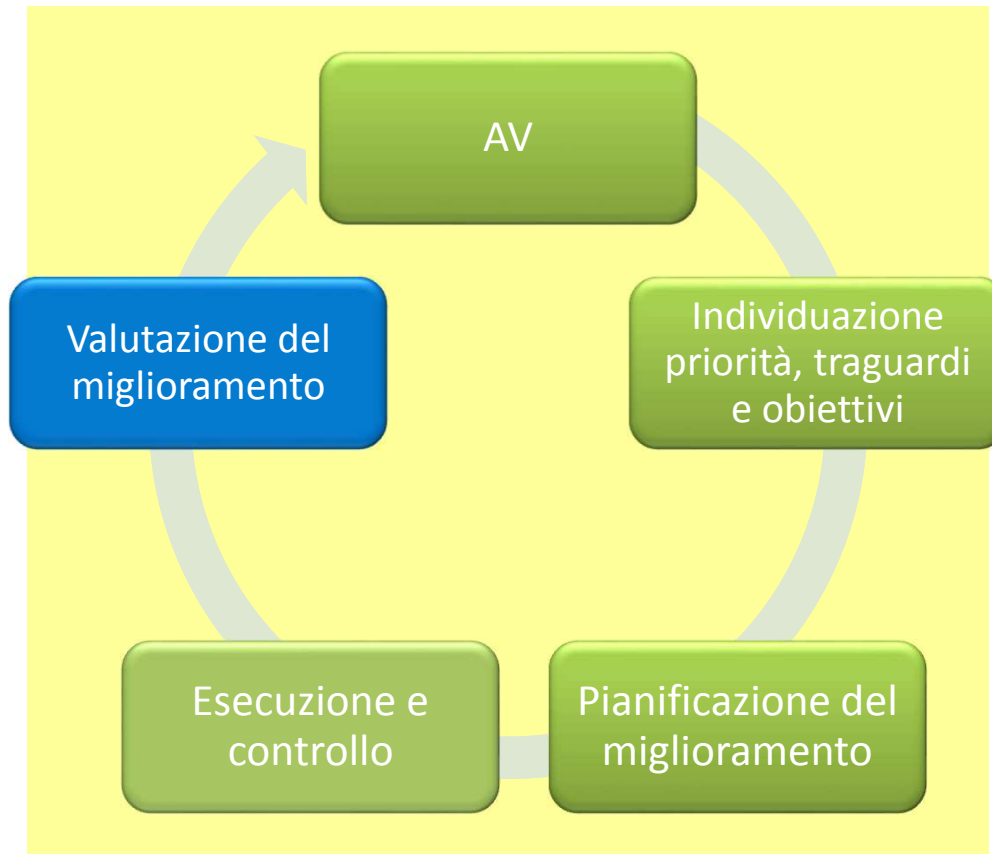 AV
Individuazione
priorità, traguardi
e obiettivi
Pianificazione del
miglioramento
Esecuzione e
controllo
Valutazione del
miglioramento